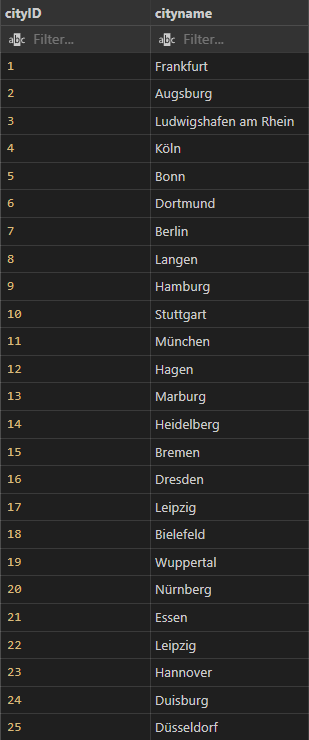 cityID cityname
abc Filter... abc Filter...
1 Frankfurt
2 Augsburg
3 Ludwigshafen am Rhein
4 Köln
5 Bonn
6 Dortmund
7 Berlin
8 Langen
9 Hamburg
10 Stuttgart
11 München
12 Hagen
13 Marburg
14 Heidelberg
15 Bremen
16 Dresden
17 Leipzig
18 Bielefeld
19 Wuppertal
20 Nürnberg
21 Essen
22 Leipzig
23 Hannover
24 Duisburg
25 Düsseldorf